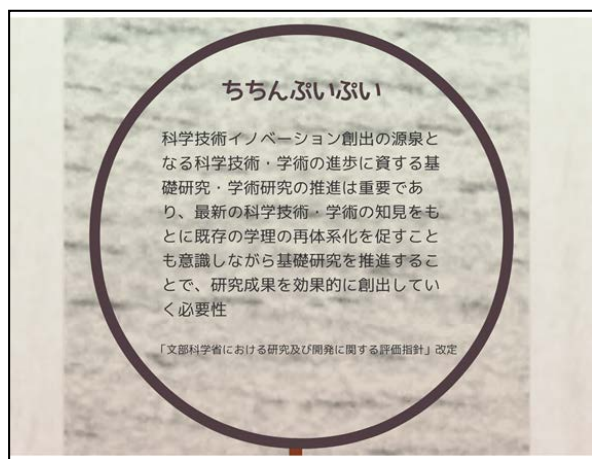 ちちんぷいぷい
科学技術イノベーション創出の源泉と
なる科学技術・学術の進歩に資する基
礎研究・学術研究の推進は重要であ
り、最新の科学技術・学術の知見をも
とに既存の学理の再体系化を促すこと
も意識しながら基礎研究を推進するこ
とで、研究成果を効果的に創出してい
く必要性
「文部科学省における研究及び開発に関する評価指針」改定